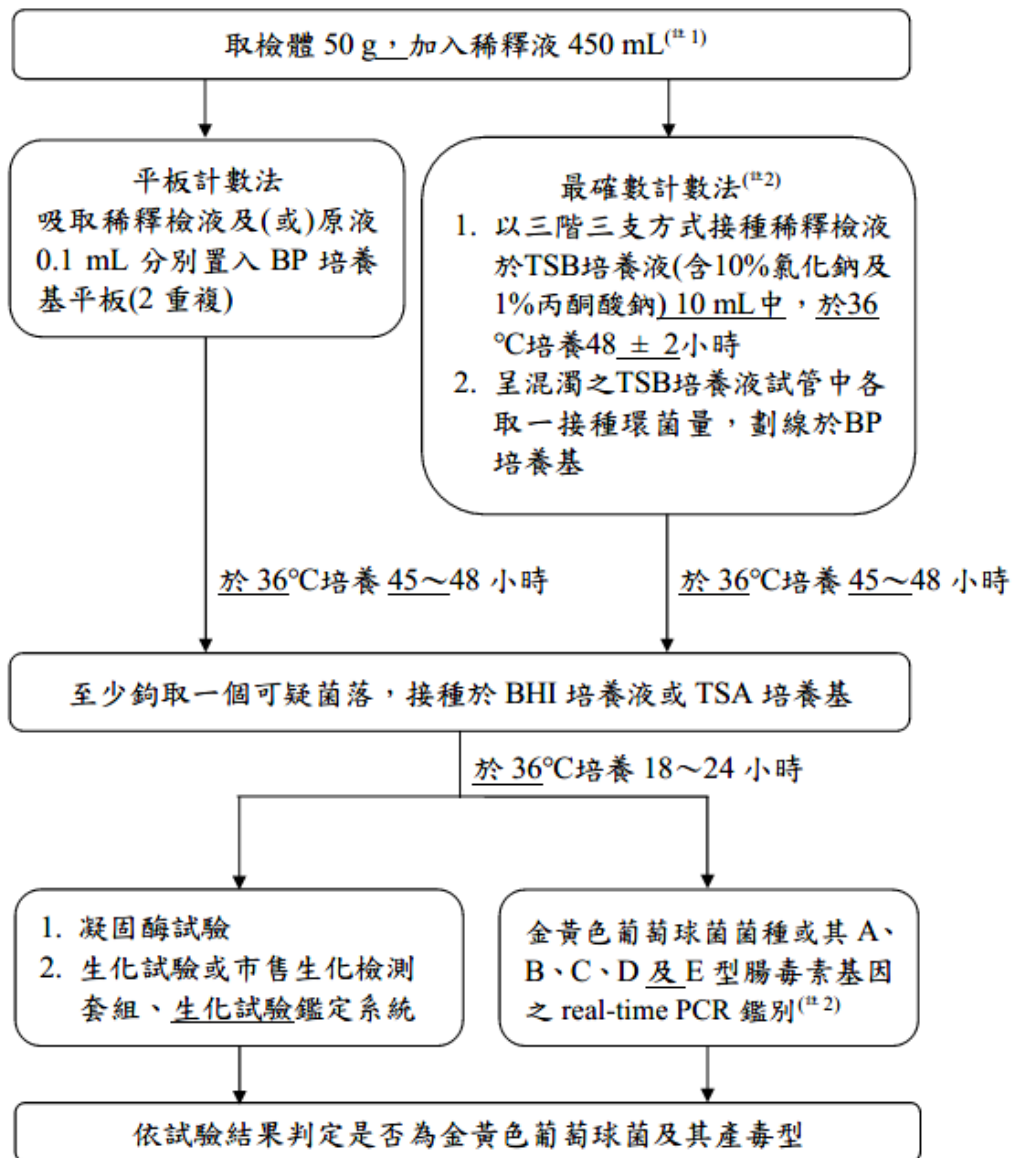 取檢體 50 g，加入稀釋液 450 mL(註 1)
平板計數法
吸取稀釋檢液及(或)原液
0.1 mL 分別置入 BP 培養
基平板(2 重複)
最確數計數法(註2)
1. 以三階三支方式接種稀釋檢液
於TSB培養液(含10%氯化鈉及
1%丙酮酸鈉) 10 mL中，於36
℃培養48 ± 2小時
2. 呈混濁之TSB培養液試管中各
取一接種環菌量，劃線於BP
培養基
於 36℃培養 45～48 小時
於 36℃培養 45～48 小時
至少鉤取一個可疑菌落，接種於 BHI 培養液或 TSA 培養基
於 36℃培養 18～24 小時
1. 凝固酶試驗
2. 生化試驗或市售生化檢測
套組、生化試驗鑑定系統
金黃色葡萄球菌菌種或其 A、
B、C、D 及 E 型腸毒素基因
之 real-time PCR 鑑別(註 2)
依試驗結果判定是否為金黃色葡萄球菌及其產毒型